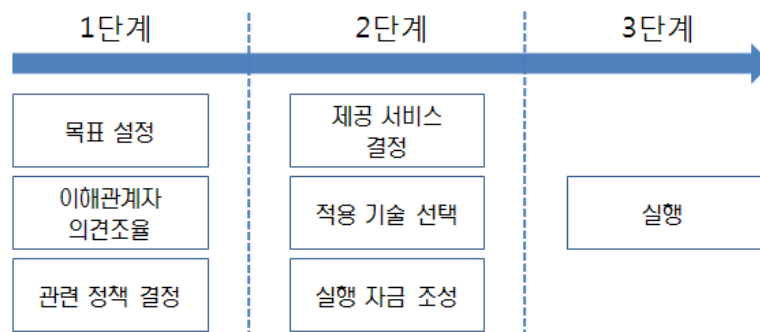 1단계
2단계
3단계
목표 설정
이해관계자
의견조율
관련 정책 결정
제공 서비스
결정
적용 기술 선택
실행 자금 조성
실행